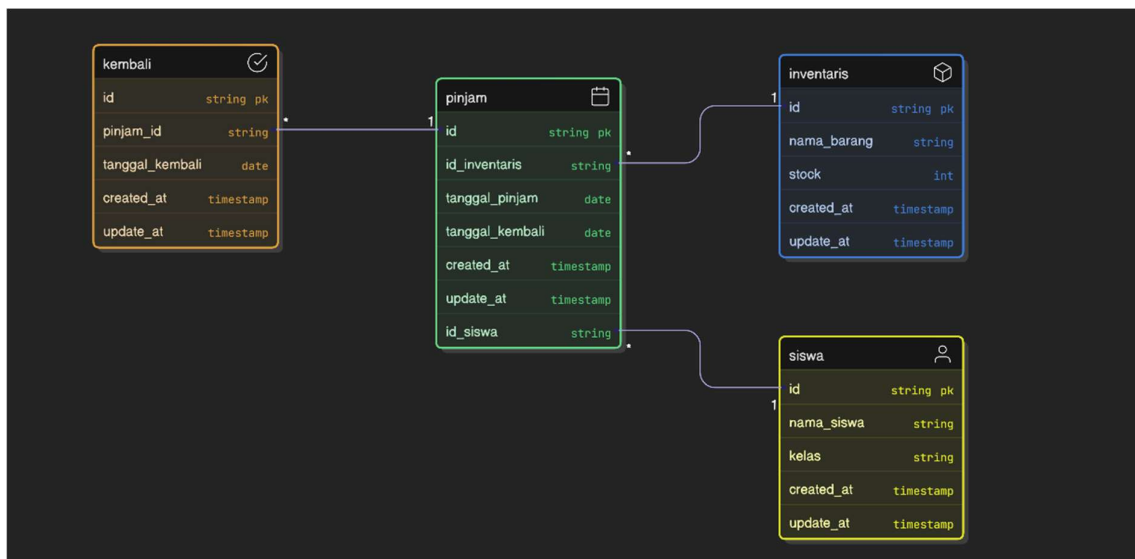 kembali
id string pk
pinjam_id string
tanggal_kembali date
created_at timestamp
update_at timestamp
* 1
pinjam
id string pk
id_inventaris string
tanggal_pinjam date
tanggal_kembali date
created_at timestamp
update_at timestamp
id_siswa string
* 1
inventaris
id string pk
nama_barang string
stock int
created_at timestamp
update_at timestamp
* 1
siswa
id string pk
nama_siswa string
kelas string
created_at timestamp
update_at timestamp